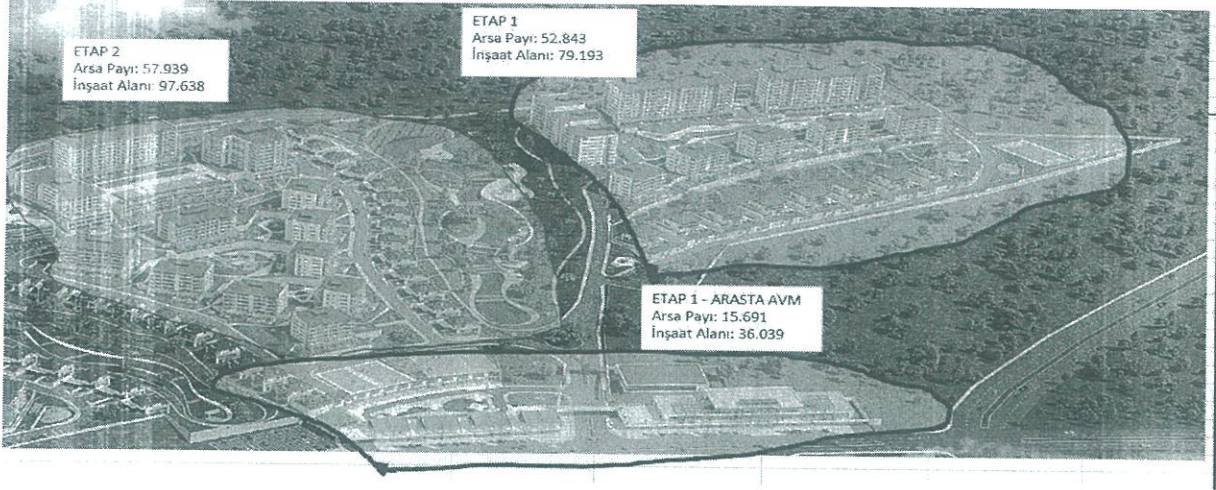 ETAP 2
Arsa Payı: 57.939
İnşaat Alanı: 97.638
ETAP 1
Arsa Payı: 52.843
İnşaat Alanı: 79.193
ETAP 1 - ARASTA AVM
Arsa Payı: 15.691
İnşaat Alanı: 36.039